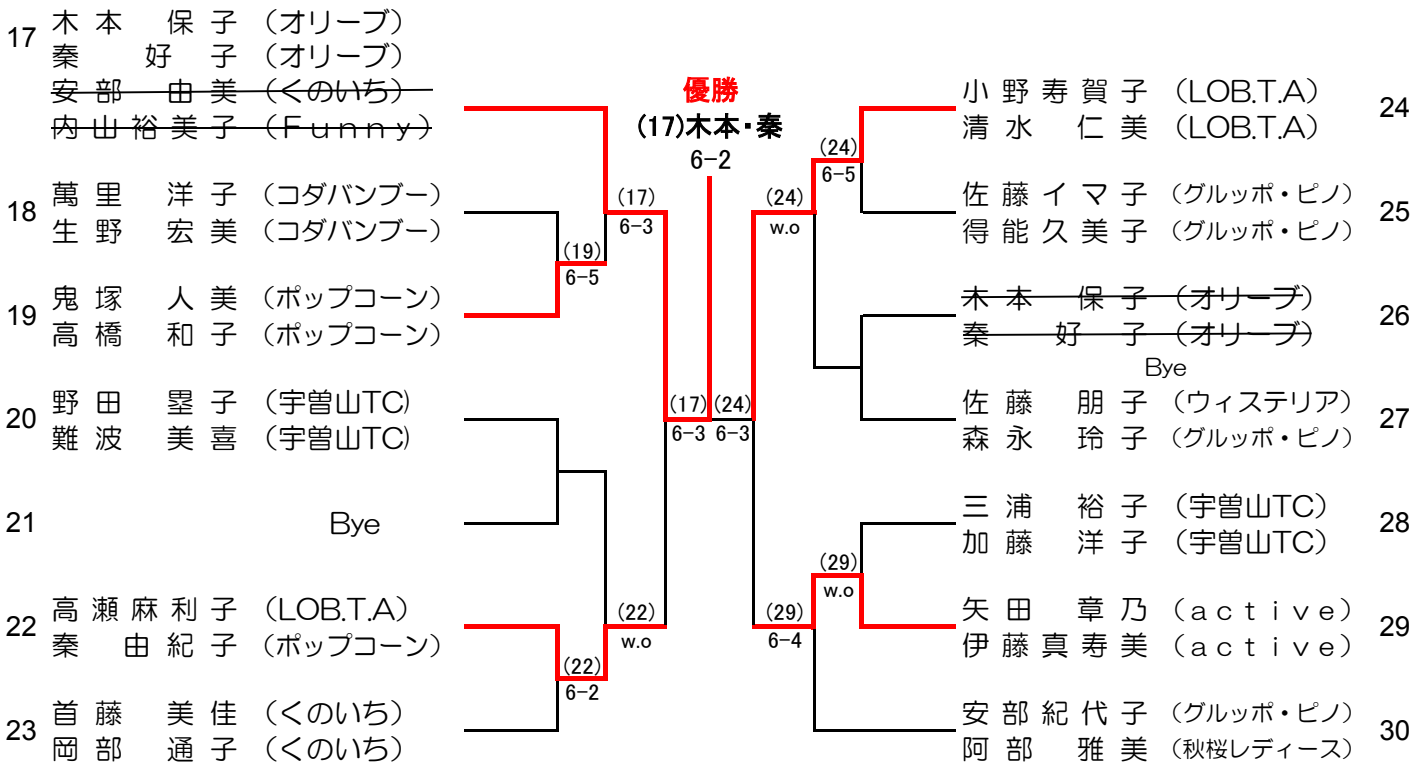 17
木本 保子 (オリーブ)
秦 好子 (オリーブ)
安部 由美 (くのいち)
内山裕美子 (Funny)
18
萬里 洋子 (コダバンブー)
生野 宏美 (コダバンブー)
19
鬼塚 人美 (ポップコーン)
高橋 和子 (ポップコーン)
20
野田 塁子 (宇曽山TC)
難波 美喜 (宇曽山TC)
21
Bye
22
高瀬麻利子 (LOB.T.A)
秦 由紀子 (ポップコーン)
23
首藤 美佳 (くのいち)
岡部 通子 (くのいち)
(19)
6-5
(22)
6-2
(17)
6-3
(22)
w.o
優勝
(17)木本・秦
6-2
(17) (24)
6-3 6-3
(24)
w.o
(29)
6-4
(24)
6-5
(29)
w.o
小野寿賀子 (LOB.T.A)
清水 仁美 (LOB.T.A)
24
佐藤イマ子 (グルッポ・ピノ)
得能久美子 (グルッポ・ピノ)
25
木本 保子 (オリーブ)
秦 好子 (オリーブ)
26
Bye
佐藤 朋子 (ウィステリア)
森永 玲子 (グルッポ・ピノ)
27
三浦 裕子 (宇曽山TC)
加藤 洋子 (宇曽山TC)
28
矢田 章乃 (active)
伊藤真寿美 (active)
29
安部紀代子 (グルッポ・ピノ)
阿部 雅美 (秋桜レディース)
30